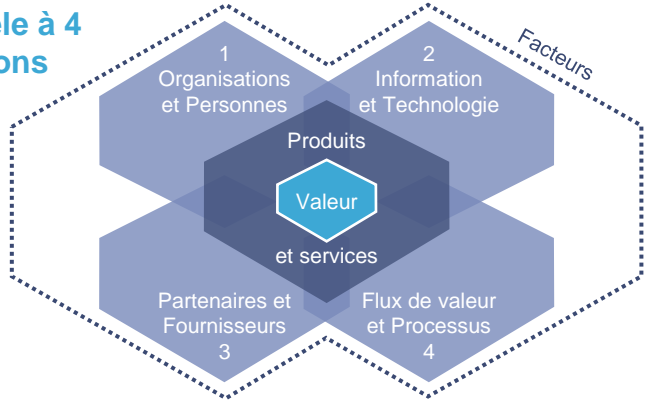 le à 4
ons
Facteurs
1
Organisations
et Personnes
2
Information
et Technologie
Produits
Valeur
et services
Partenaires et
Fournisseurs
3
Flux de valeur
et Processus
4